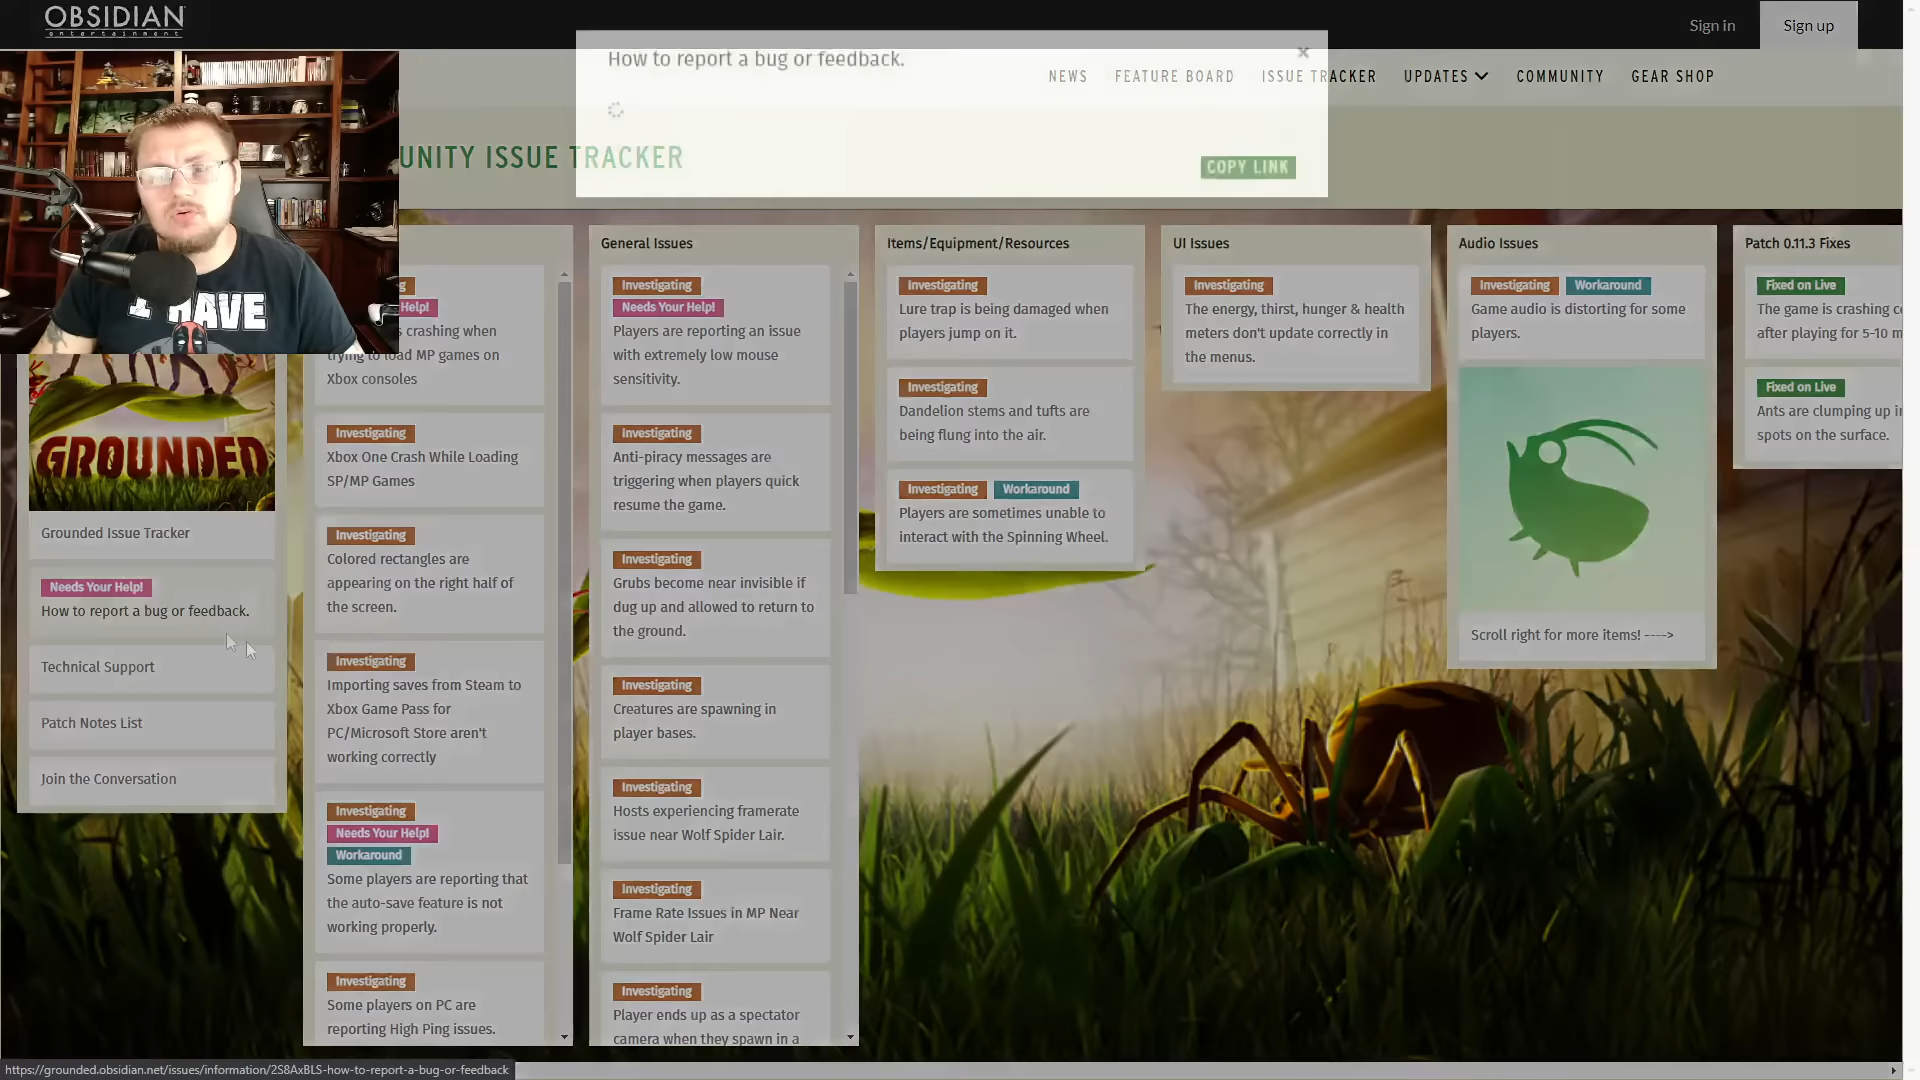 OBSIDIAN
entertainment
Sign in
Sign up
How to report a bug or feedback.
×
NEWS
FEATURE BOARD
ISSUE TRACKER
UPDATES
COMMUNITY
GEAR SHOP
UNITY ISSUE TRACKER
COPY LINK
I HAVE
GROUNDED
Grounded Issue Tracker
Needs Your Help!
How to report a bug or feedback.
Technical Support
Patch Notes List
Join the Conversation
g
Help!
s crashing when
trying to load MP games on
Xbox consoles
Investigating
Xbox One Crash While Loading
SP/MP Games
Investigating
Colored rectangles are
appearing on the right half of
the screen.
Investigating
Importing saves from Steam to
Xbox Game Pass for
PC/Microsoft Store aren't
working correctly
Investigating
Needs Your Help!
Workaround
Some players are reporting that
the auto-save feature is not
working properly.
Investigating
Some players on PC are
reporting High Ping issues.
General Issues
Investigating
Needs Your Help!
Players are reporting an issue
with extremely low mouse
sensitivity.
Investigating
Anti-piracy messages are
triggering when players quick
resume the game.
Investigating
Grubs become near invisible if
dug up and allowed to return to
the ground.
Investigating
Creatures are spawning in
player bases.
Investigating
Hosts experiencing framerate
issue near Wolf Spider Lair.
Investigating
Frame Rate Issues in MP Near
Wolf Spider Lair
Investigating
Player ends up as a spectator
camera when they spawn in a
Items/Equipment/Resources
Investigating
Lure trap is being damaged when
players jump on it.
Investigating
Dandelion stems and tufts are
being flung into the air.
Investigating Workaround
Players are sometimes unable to
interact with the Spinning Wheel.
UI Issues
Investigating
The energy, thirst, hunger & health
meters don't update correctly in
the menus.
Audio Issues
Investigating Workaround
Game audio is distorting for some
players.
Scroll right for more items! ---->
Patch 0.11.3 Fixes
Fixed on Live
The game is crashing c
after playing for 5-10 m
Fixed on Live
Ants are clumping up i
spots on the surface.
https://grounded.obsidian.net/issues/information/2S8AxBLS-how-to-report-a-bug-or-feedback